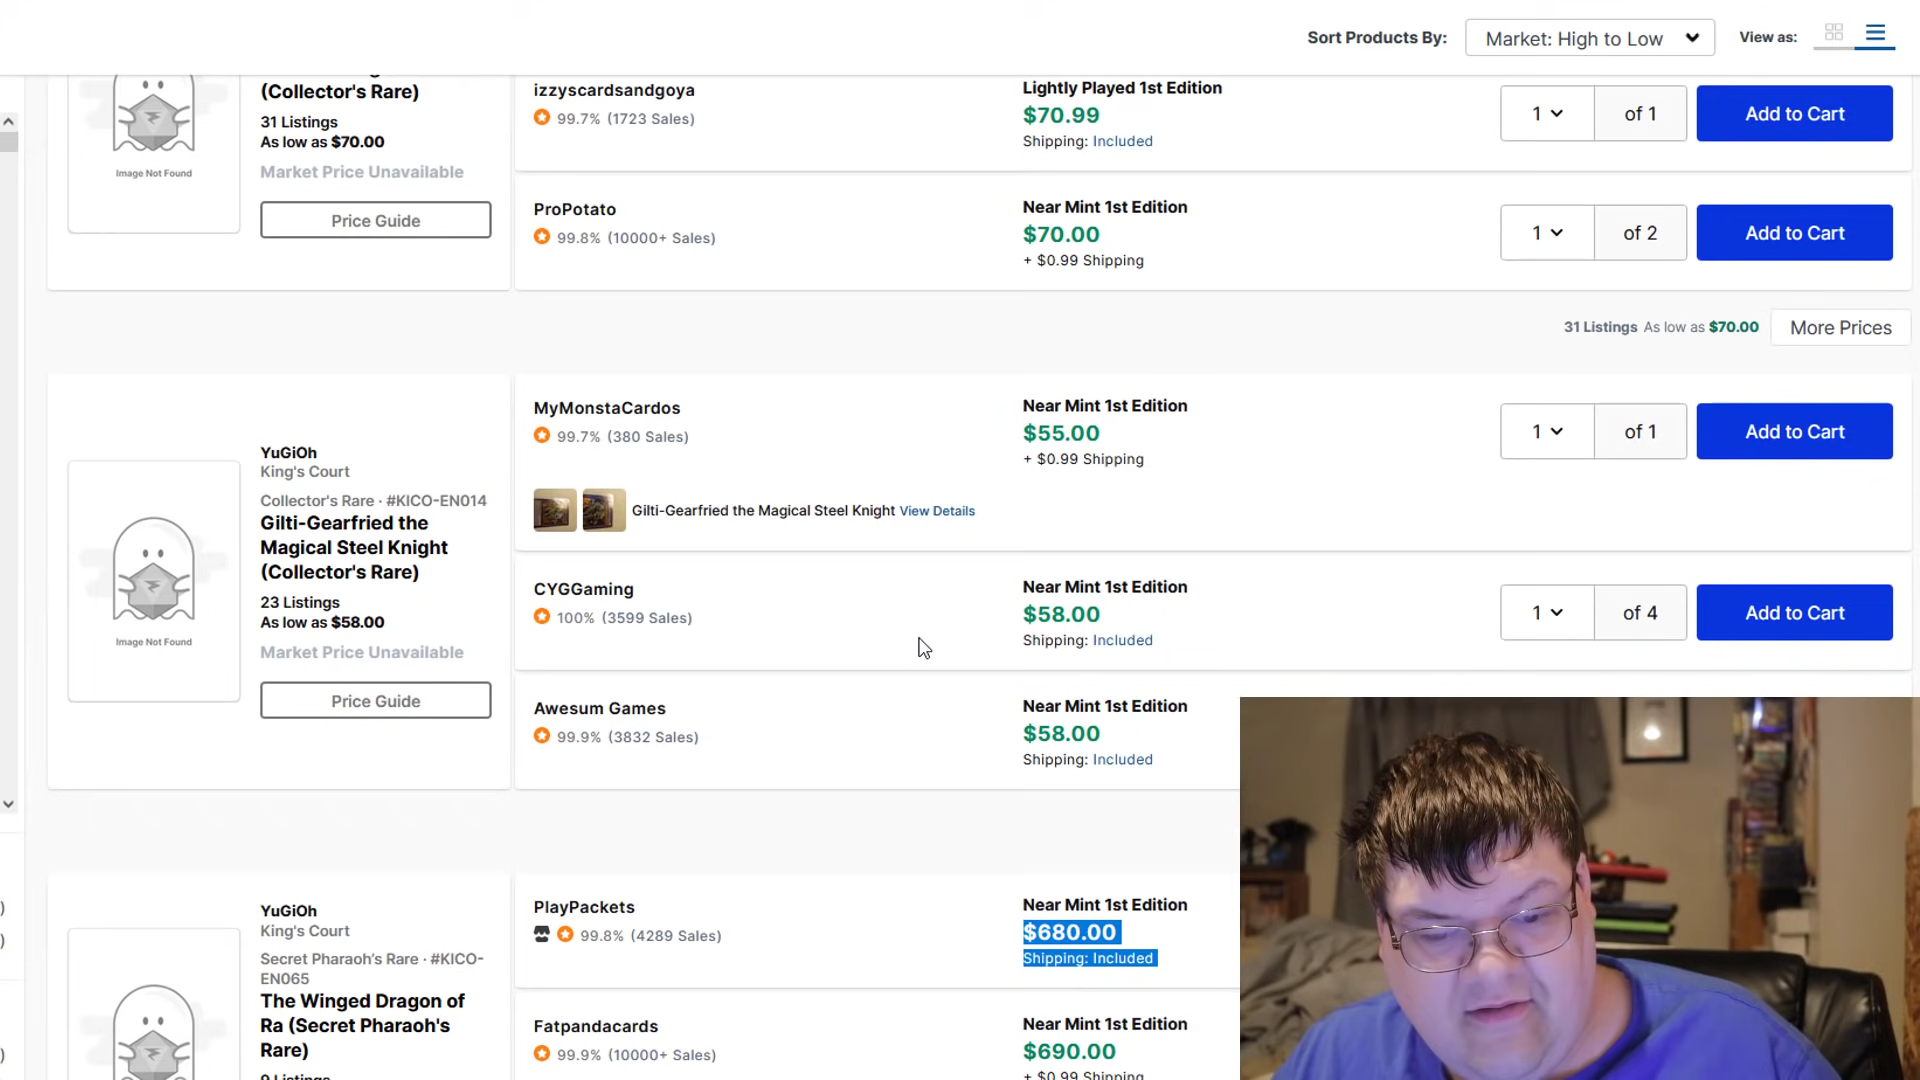 Sort Products By:
Market: High to Low
View as:
(Collector's Rare)
31 Listings
As low as $70.00
Market Price Unavailable
Image Not Found
Price Guide
izzyscardsandgoya
99.7% (1723 Sales)
Lightly Played 1st Edition
$70.99
Shipping: Included
1
of 1
Add to Cart
ProPotato
99.8% (10000+ Sales)
Near Mint 1st Edition
$70.00
+ $0.99 Shipping
1
of 2
Add to Cart
31 Listings As low as $70.00
More Prices
YuGiOh
King's Court
Collector's Rare · #KICO-EN014
Gilti-Gearfried the
Magical Steel Knight
(Collector's Rare)
23 Listings
As low as $58.00
Market Price Unavailable
Image Not Found
Price Guide
MyMonstaCardos
99.7% (380 Sales)
Near Mint 1st Edition
$55.00
+ $0.99 Shipping
1
of 1
Add to Cart
Gilti-Gearfried the Magical Steel Knight View Details
CYGGaming
100% (3599 Sales)
Near Mint 1st Edition
$58.00
Shipping: Included
1
of 4
Add to Cart
Awesum Games
99.9% (3832 Sales)
Near Mint 1st Edition
$58.00
Shipping: Included
YuGiOh
King's Court
Secret Pharaoh's Rare · #KICO-
EN065
The Winged Dragon of
Ra (Secret Pharaoh's
Rare)
9 Listings
PlayPackets
99.8% (4289 Sales)
Near Mint 1st Edition
$680.00
Shipping: Included
Fatpandacards
99.9% (10000+ Sales)
Near Mint 1st Edition
$690.00
+ $0.99 Shipping